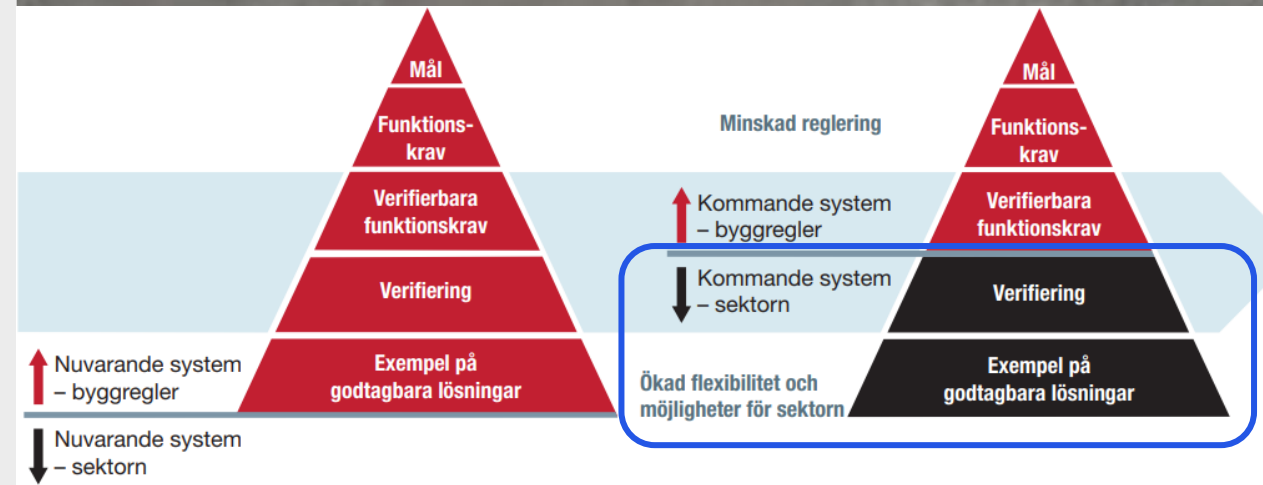 Mål
Funktions-
krav
Verifierbara
funktionskrav
Verifiering
Exempel på
godtagbara lösningar
Nuvarande system
– byggregler
Nuvarande system
– sektorn
Minskad reglering
Kommande system
– byggregler
Kommande system
– sektorn
Ökad flexibilitet och
möjligheter för sektorn
Mål
Funktions-
krav
Verifierbara
funktionskrav
Verifiering
Exempel på
godtagbara lösningar